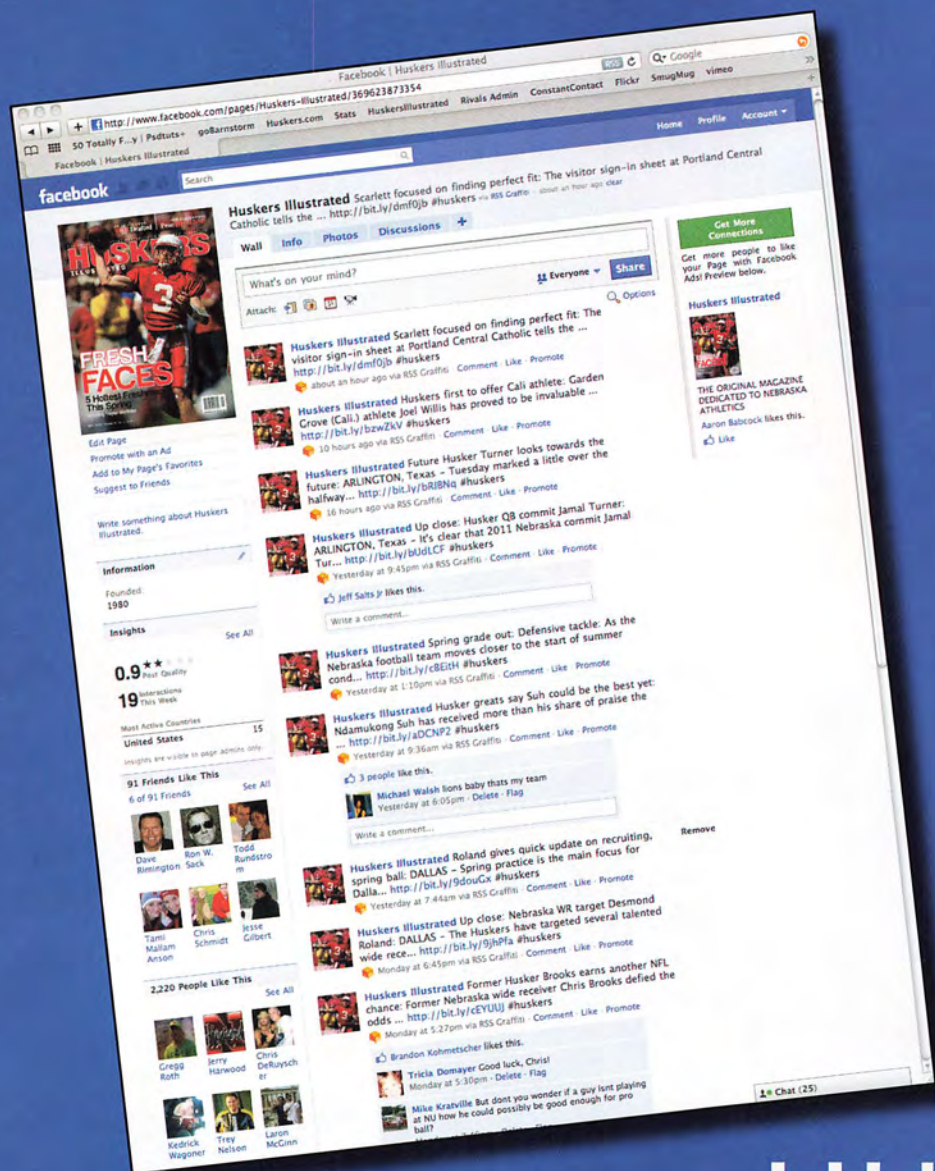 Facebook | Huskers Illustrated
http://www.facebook.com/pages/Huskers-Illustrated/369623873354
RSS
Google
50 Totally F...y | Psdtuts+ goBarnstorm Huskers.com Stats HuskersIllustrated Rivals Admin ConstantContact Flickr SmugMug vimeo
Facebook | Huskers Illustrated
facebook
Search
Home Profile Account
HUSKERS
3
FRESH
FACES
5 Hottest
This Spring
Edit Page
Promote with an Ad
Add to My Page's Favorites
Suggest to Friends
Write something about Huskers
Illustrated.
Information
Founded:
1980
Insights
See All
0.9 Post Quality
19 Interactions
This Week
Most Active Countries
United States 15
Insights are visible to page admins only.
91 Friends Like This
6 of 91 Friends See All
Dave
Rimington
Ron W.
Sack
Todd
Rundstro
m
Tami
Mallam
Anson
Chris
Schmidt
Jesse
Gilbert
2,220 People Like This
See All
Gregg
Roth
Jerry
Harwood
Chris
DeRuysch
er
Kedrick
Wagoner
Trey
Nelson
Laron
McGinn
Huskers Illustrated Scarlett focused on finding perfect fit: The visitor sign-in sheet at Portland Central
Catholic tells the ... http://bit.ly/dmf0jb #huskers via RSS Graffiti · about an hour ago clear
Wall Info Photos Discussions +
What's on your mind?
Attach:
Everyone
Share
Options
Huskers Illustrated Scarlett focused on finding perfect fit: The
visitor sign-in sheet at Portland Central Catholic tells the ...
http://bit.ly/dmf0jb #huskers
about an hour ago via RSS Graffiti · Comment · Like · Promote
Huskers Illustrated Huskers first to offer Cali athlete: Garden
Grove (Cali.) athlete Joel Willis has proved to be invaluable ...
http://bit.ly/bzwZkV #huskers
10 hours ago via RSS Graffiti · Comment · Like · Promote
Huskers Illustrated Future Husker Turner looks towards the
future: ARLINGTON, Texas - Tuesday marked a little over the
halfway... http://bit.ly/bRJBNq #huskers
16 hours ago via RSS Graffiti · Comment · Like · Promote
Huskers Illustrated Up close: Husker QB commit Jamal Turner:
ARLINGTON, Texas - It's clear that 2011 Nebraska commit Jamal
Tur... http://bit.ly/bUdLCF #huskers
Yesterday at 9:45pm via RSS Graffiti · Comment · Like · Promote
Jeff Salts Jr likes this.
Write a comment...
Huskers Illustrated Spring grade out: Defensive tackle: As the
Nebraska football team moves closer to the start of summer
cond... http://bit.ly/cBEitH #huskers
Yesterday at 1:10pm via RSS Graffiti · Comment · Like · Promote
Huskers Illustrated Husker greats say Suh could be the best yet:
Ndamukong Suh has received more than his share of praise the
... http://bit.ly/aDCNP2 #huskers
Yesterday at 9:36am via RSS Graffiti · Comment · Like · Promote
3 people like this.
Michael Walsh lions baby thats my team
Yesterday at 6:05pm · Delete · Flag
Write a comment...
Huskers Illustrated Roland gives quick update on recruiting,
spring ball: DALLAS - Spring practice is the main focus for
Dalla... http://bit.ly/9douGx #huskers
Yesterday at 7:44am via RSS Graffiti · Comment · Like · Promote
Remove
Huskers Illustrated Up close: Nebraska WR target Desmond
Roland: DALLAS - The Huskers have targeted several talented
wide rece... http://bit.ly/9jhPfa #huskers
Monday at 6:45pm via RSS Graffiti · Comment · Like · Promote
Huskers Illustrated Former Husker Brooks earns another NFL
chance: Former Nebraska wide receiver Chris Brooks defied the
odds ... http://bit.ly/cEYUUJ #huskers
Monday at 5:27pm via RSS Graffiti · Comment · Like · Promote
Brandon Kohmetscher likes this.
Tricia Domayer Good luck, Chris!
Monday at 5:30pm · Delete · Flag
Mike Kratville But dont you wonder if a guy isnt playing
at NU how he could possibly be good enough for pro
ball?
Get More
Connections
Get more people to like
your Page with Facebook
Ads! Preview below.
Huskers Illustrated
FACES
THE ORIGINAL MAGAZINE
DEDICATED TO NEBRASKA
ATHLETICS
Aaron Babcock likes this.
Like
Chat (25)